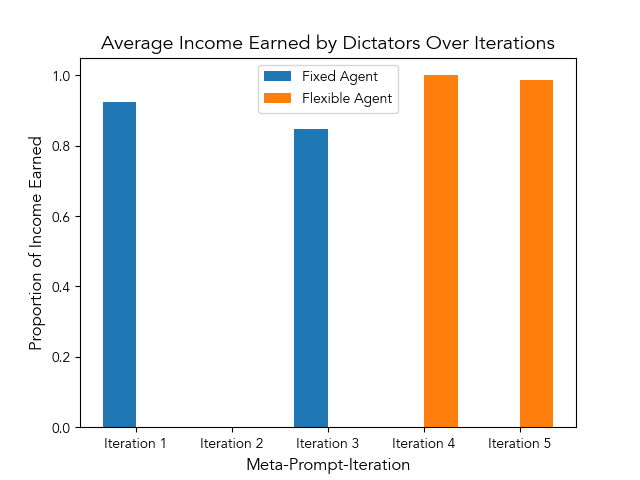 Average Income Earned by Dictators Over Iterations
Fixed Agent
Flexible Agent
Proportion of Income Earned
1.0
0.8
0.6
0.4
0.2
0.0
Iteration 1 Iteration 2 Iteration 3 Iteration 4 Iteration 5
Meta-Prompt-Iteration